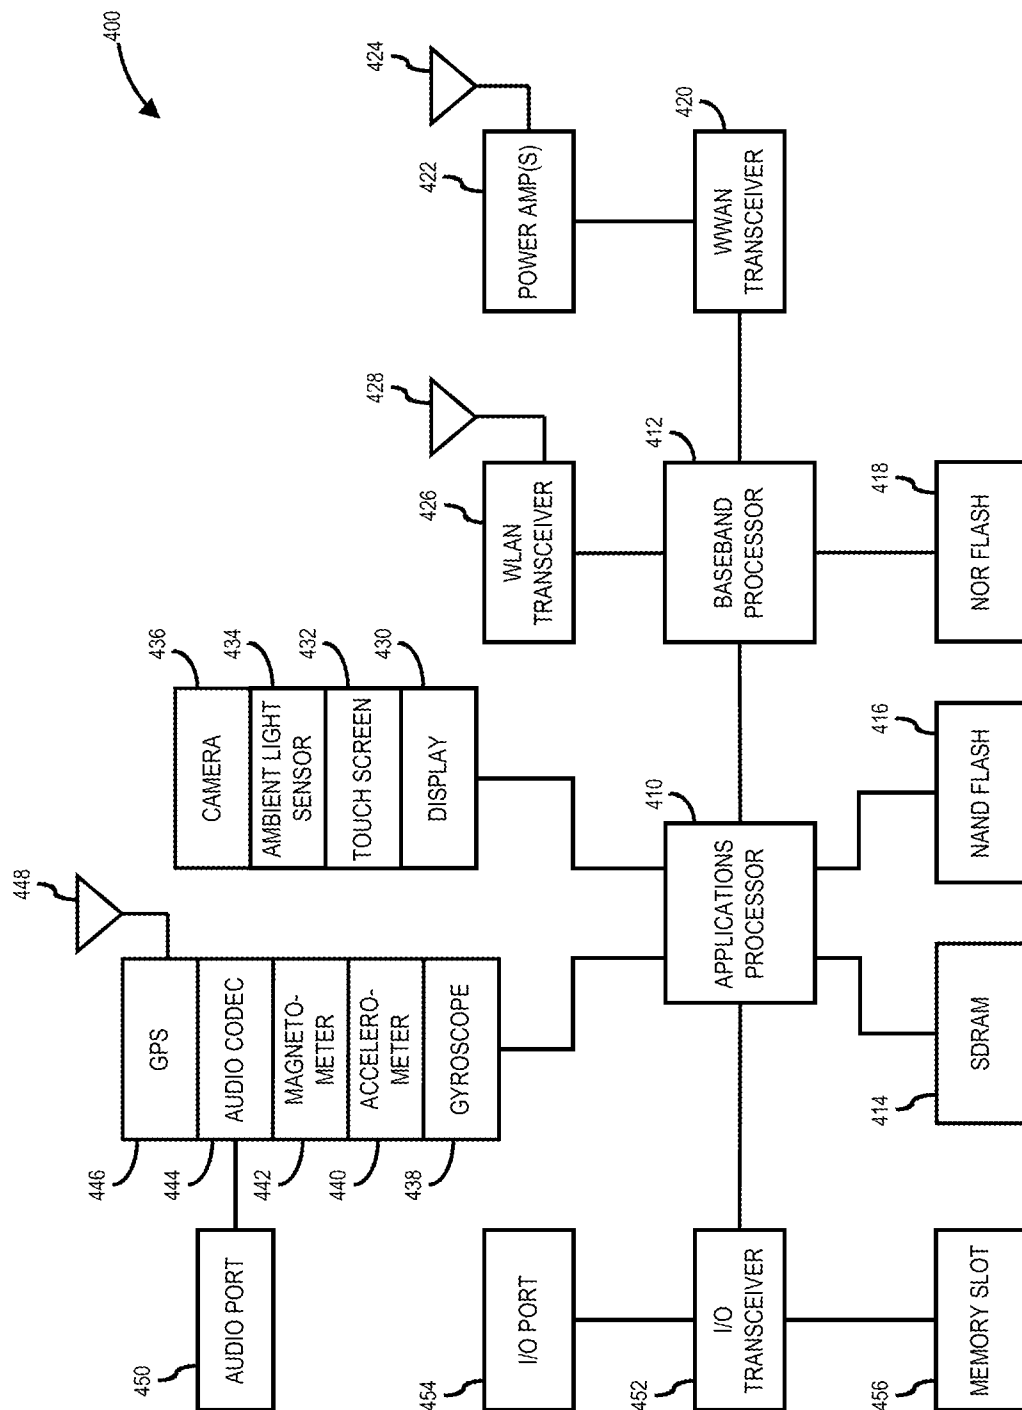 400
448
GPS
AUDIO CODEC
MAGNETO-
METER
ACCELERO-
METER
GYROSCOPE
446
444
442
440
438
AUDIO PORT
450
CAMERA
AMBIENT LIGHT
SENSOR
TOUCH SCREEN
DISPLAY
436
434
432
430
428
WLAN
TRANSCEIVER
426
424
POWER AMP(S)
422
I/O PORT
454
I/O
TRANSCEIVER
452
APPLICATIONS
PROCESSOR
410
BASEBAND
PROCESSOR
412
WWAN
TRANSCEIVER
420
MEMORY SLOT
456
SDRAM
414
NAND FLASH
416
NOR FLASH
418